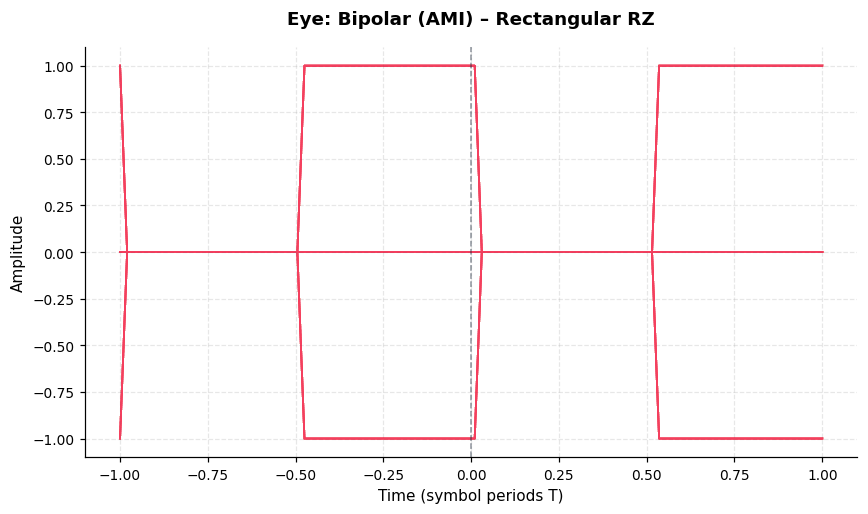 Eye: Bipolar (AMI) – Rectangular RZ
Amplitude
1.00
0.75
0.50
0.25
0.00
−0.25
−0.50
−0.75
−1.00
−1.00 −0.75 −0.50 −0.25 0.00 0.25 0.50 0.75 1.00
Time (symbol periods T)